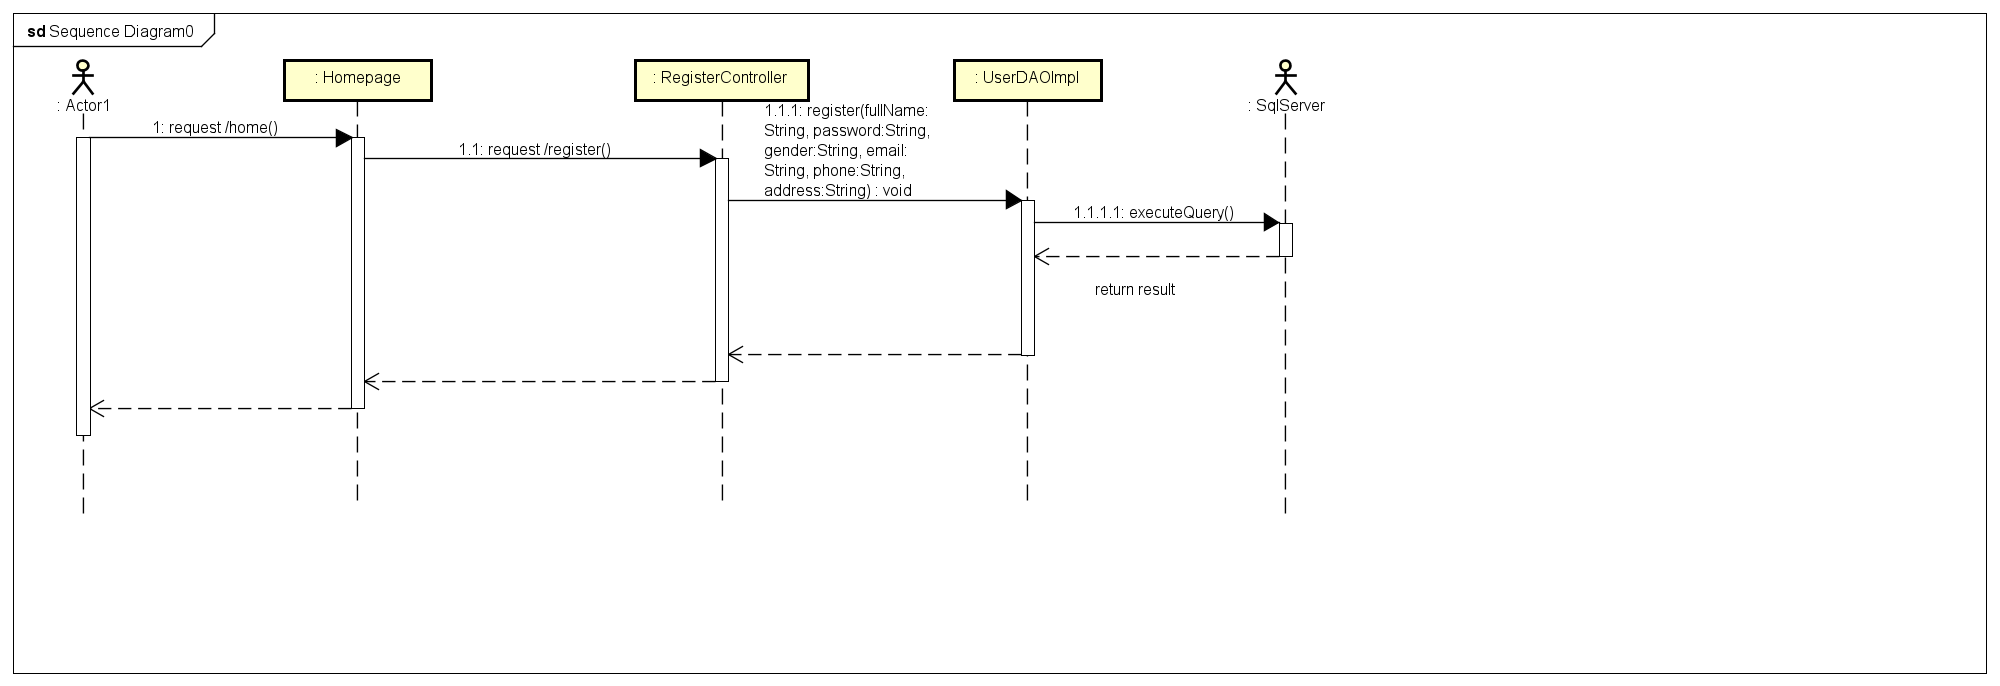 sd Sequence Diagram0
: Actor1
: Homepage
: RegisterController
: UserDAOImpl
: SqlServer
1: request /home()
1.1: request /register()
1.1.1: register(fullName:
String, password:String,
gender:String, email:
String, phone:String,
address:String) : void
1.1.1.1: executeQuery()
return result